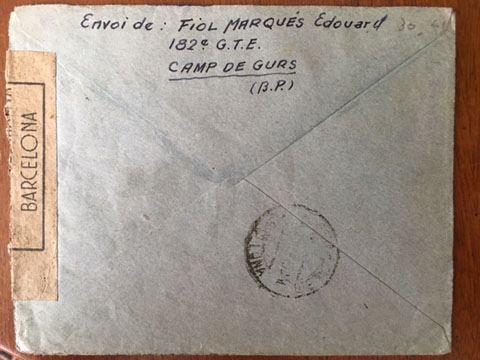 Envoi de : FIOL MARQUÉS Edouard
182e G.T.E.
CAMP DE GURS
(B.P.)
BARCELONA